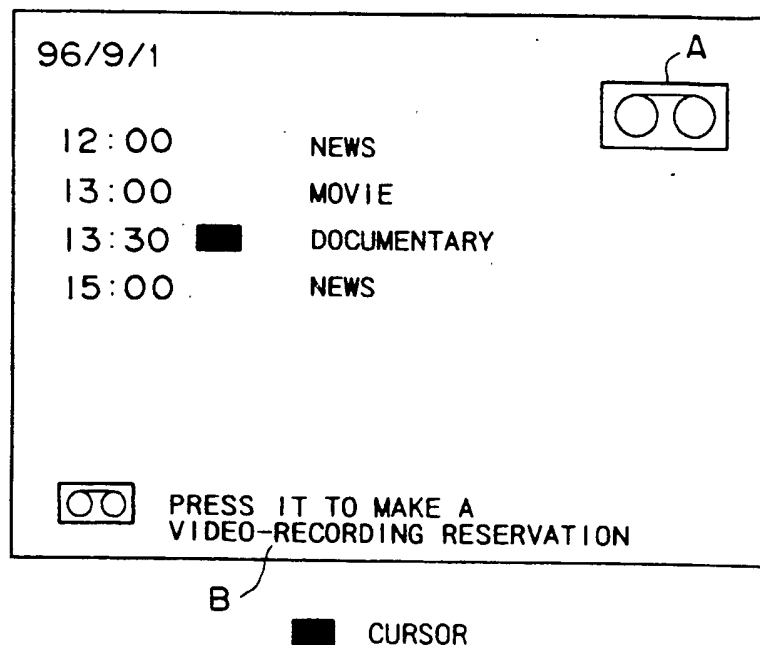 96/9/1
A
12:00 NEWS
13:00 MOVIE
13:30 DOCUMENTARY
15:00 NEWS
PRESS IT TO MAKE A
VIDEO-RECORDING RESERVATION
B
CURSOR